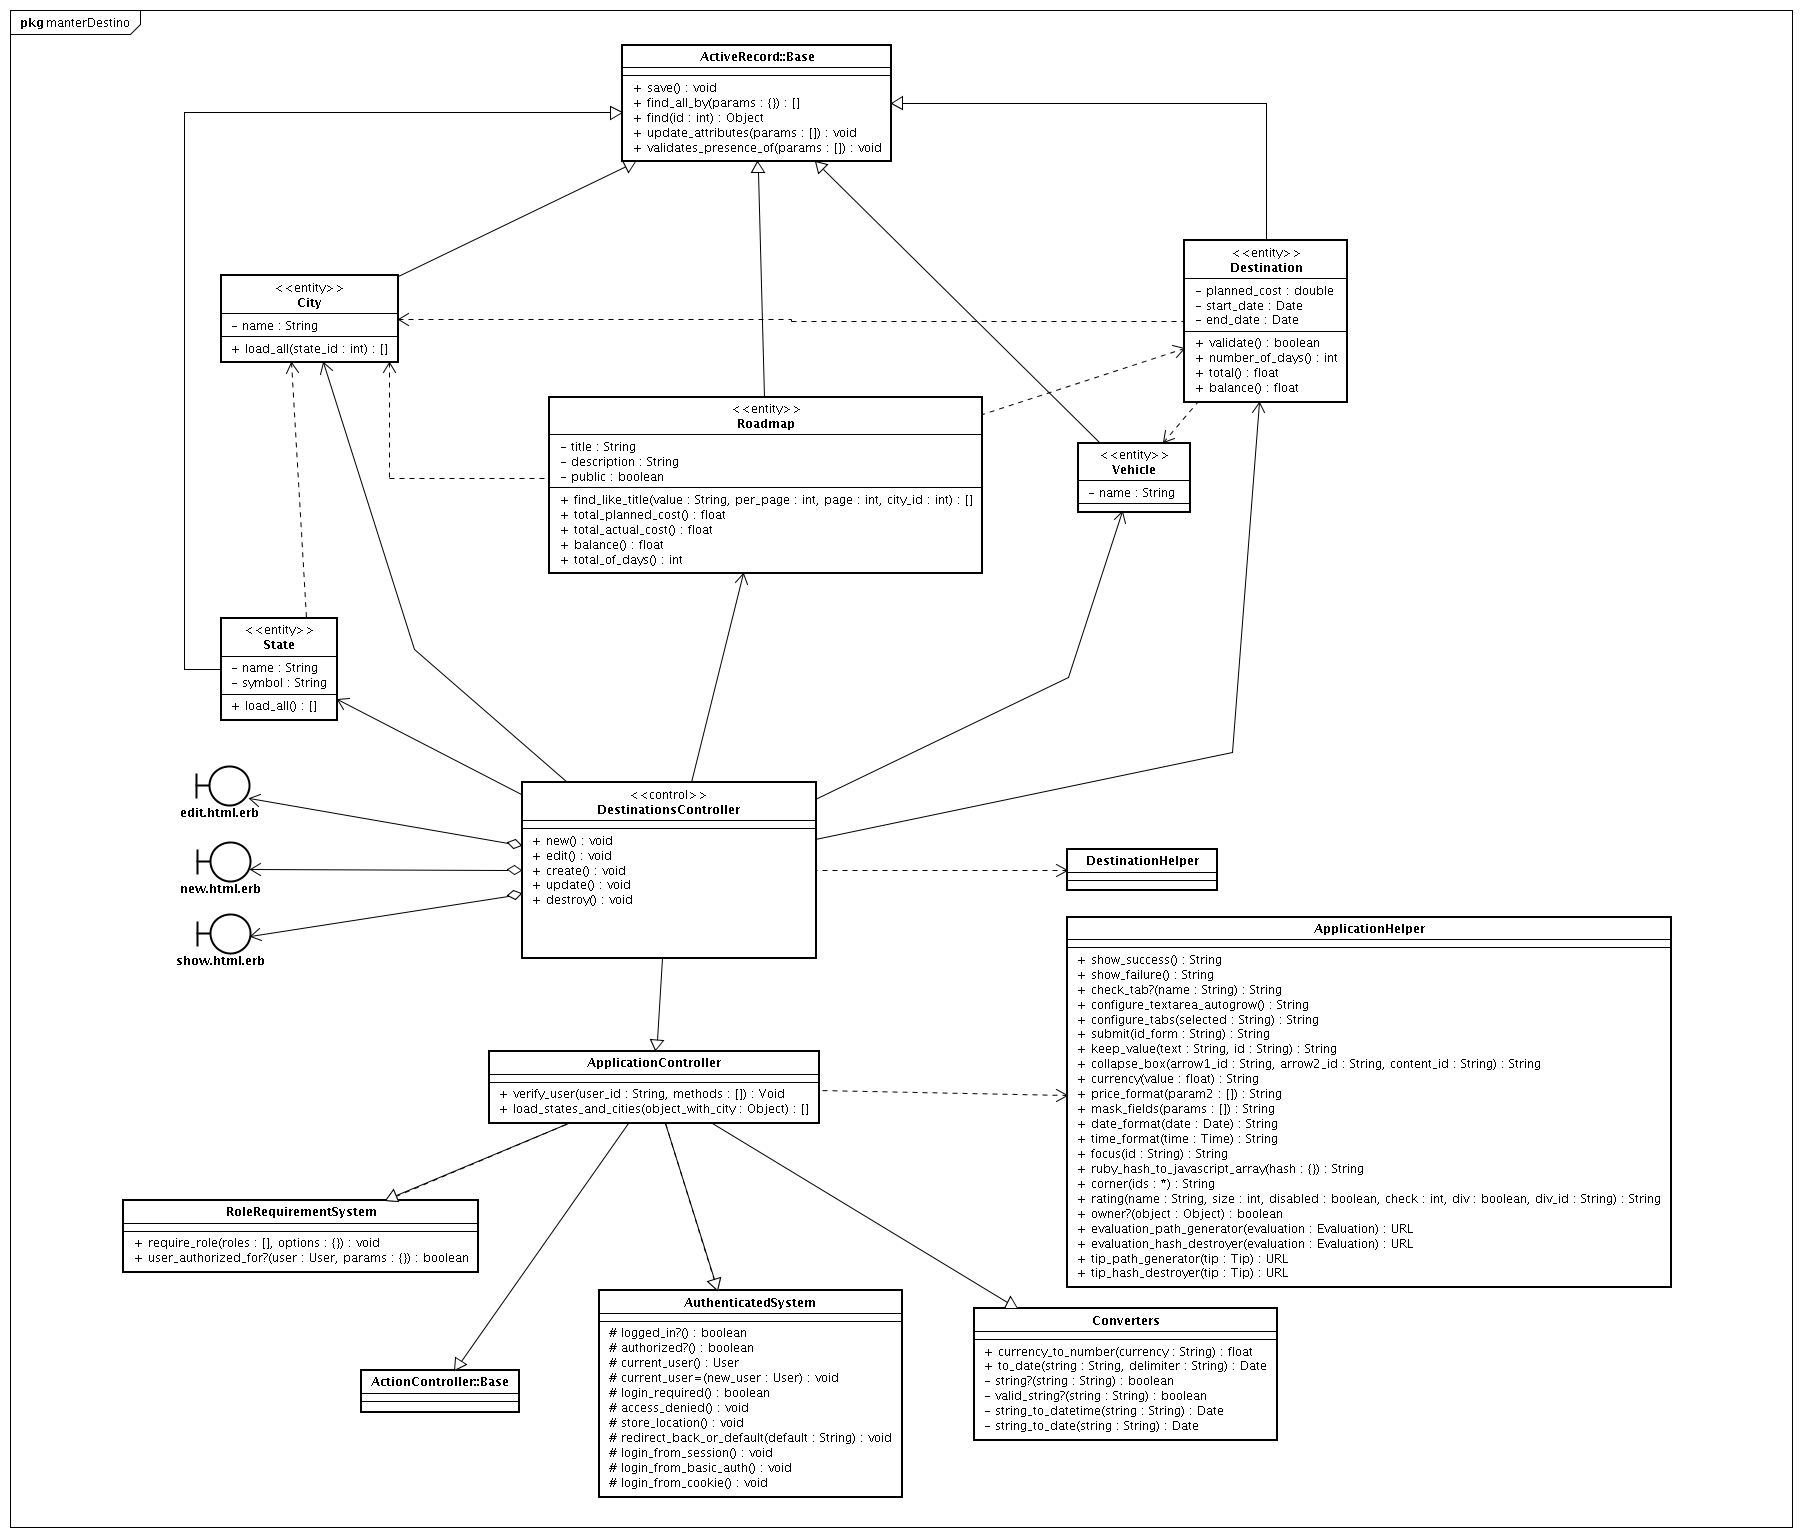 pkg manterDestino
ActiveRecord::Base
+ save() : void
+ find_all_by(params : {}) : []
+ find(id : int) : Object
+ update_attributes(params : []) : void
+ validates_presence_of(params : []) : void
<<entity>>
Destination
- planned_cost : double
- start_date : Date
- end_date : Date
+ validate() : boolean
+ number_of_days() : int
+ total() : float
+ balance() : float
<<entity>>
City
- name : String
+ load_all(state_id : int) : []
<<entity>>
Roadmap
- title : String
- description : String
- public : boolean
+ find_like_title(value : String, per_page : int, page : int, city_id : int) : []
+ total_planned_cost() : float
+ total_actual_cost() : float
+ balance() : float
+ total_of_days() : int
<<entity>>
Vehicle
- name : String
<<entity>>
State
- name : String
- symbol : String
+ load_all() : []
edit.html.erb
new.html.erb
show.html.erb
<<control>>
DestinationsController
+ new() : void
+ edit() : void
+ create() : void
+ update() : void
+ destroy() : void
DestinationHelper
ApplicationHelper
+ show_success() : String
+ show_failure() : String
+ check_tab?(name : String) : String
+ configure_textarea_autogrow() : String
+ configure_tabs(selected : String) : String
+ submit(id_form : String) : String
+ keep_value(text : String, id : String) : String
+ collapse_box(arrow1_id : String, arrow2_id : String, content_id : String) : String
+ currency(value : float) : String
+ price_format(param2 : []) : String
+ mask_fields(params : []) : String
+ date_format(date : Date) : String
+ time_format(time : Time) : String
+ focus(id : String) : String
+ ruby_hash_to_javascript_array(hash : {}) : String
+ corner(ids : *) : String
+ rating(name : String, size : int, disabled : boolean, check : int, div : boolean, div_id : String) : String
+ owner?(object : Object) : boolean
+ evaluation_path_generator(evaluation : Evaluation) : URL
+ evaluation_hash_destroyer(evaluation : Evaluation) : URL
+ tip_path_generator(tip : Tip) : URL
+ tip_hash_destroyer(tip : Tip) : URL
ApplicationController
+ verify_user(user_id : String, methods : []) : Void
+ load_states_and_cities(object_with_city : Object) : []
RoleRequirementSystem
+ require_role(roles : [], options : {}) : void
+ user_authorized_for?(user : User, params : {}) : boolean
ActionController::Base
AuthenticatedSystem
# logged_in?() : boolean
# authorized?() : boolean
# current_user() : User
# current_user=(new_user : User) : void
# login_required() : boolean
# access_denied() : void
# store_location() : void
# redirect_back_or_default(default : String) : void
# login_from_session() : void
# login_from_basic_auth() : void
# login_from_cookie() : void
Converters
+ currency_to_number(currency : String) : float
+ to_date(string : String, delimiter : String) : Date
- string?(string : String) : boolean
- valid_string?(string : String) : boolean
- string_to_datetime(string : String) : Date
- string_to_date(string : String) : Date